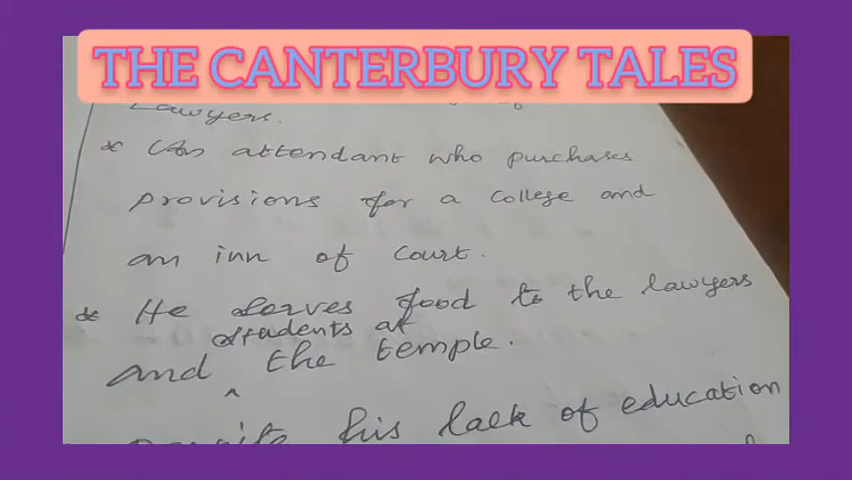 THE CANTERBURY TALES
Lawyers.
* An attendant who purchases
provisions for a college and
an inn of court.
* He serves food to the lawyers
students at
and ^ the temple.
his lack of education